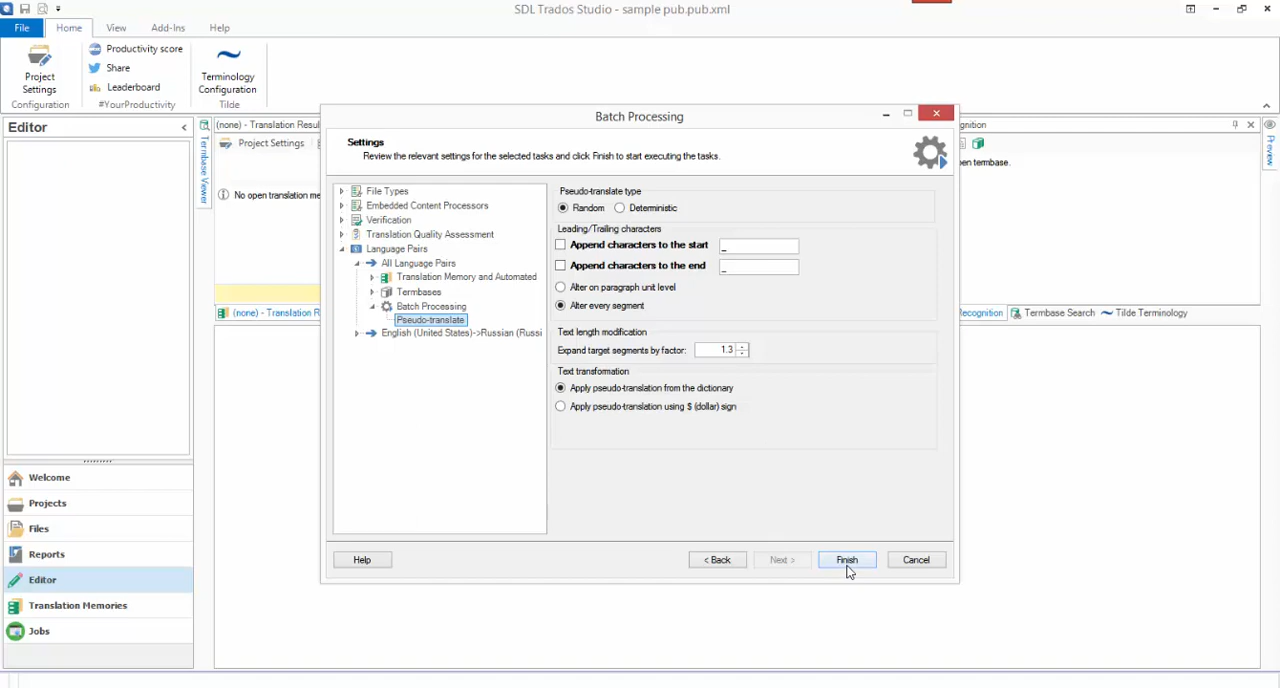 SDL Trados Studio - sample pub.pub.xml
File
Home
View
Add-Ins
Help
Project Settings
Configuration
Productivity score
Share
Leaderboard
#YourProductivity
Terminology Configuration
Tilde
Editor
Termbase Viewer
(none) - Translation Resul
Project Settings
No open translation me
(none) - Translation R
Batch Processing
Settings
Review the relevant settings for the selected tasks and click Finish to start executing the tasks.
File Types
Embedded Content Processors
Verification
Translation Quality Assessment
Language Pairs
All Language Pairs
Translation Memory and Automated
Termbases
Batch Processing
Pseudo-translate
English (United States)->Russian (Russi
Pseudo-translate type
Random
Deterministic
Leading/Trailing characters
Append characters to the start
_
Append characters to the end
_
Alter on paragraph unit level
Alter every segment
Text length modification
Expand target segments by factor:
1.3
Text transformation
Apply pseudo-translation from the dictionary
Apply pseudo-translation using $ (dollar) sign
Help
< Back
Next >
Finish
Cancel
gnition
en termbase.
Preview
ecognition
Termbase Search
Tilde Terminology
Welcome
Projects
Files
Reports
Editor
Translation Memories
Jobs